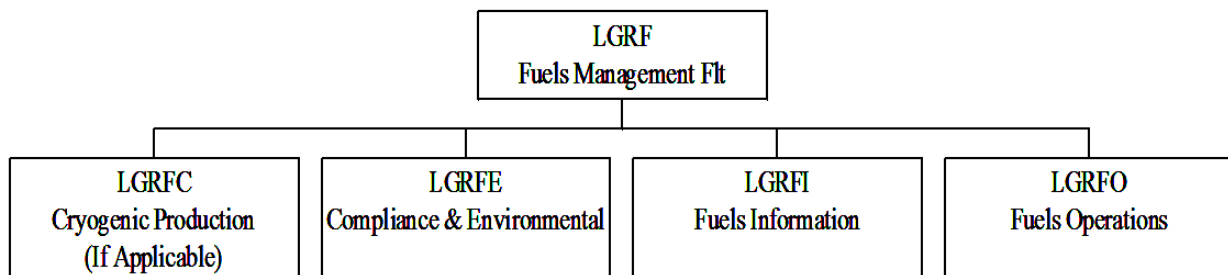 LGRF
Fuels Management Flt
LGRFC
Cryogenic Production
(If Applicable)
LGRFE
Compliance & Environmental
LGRFI
Fuels Information
LGRFO
Fuels Operations